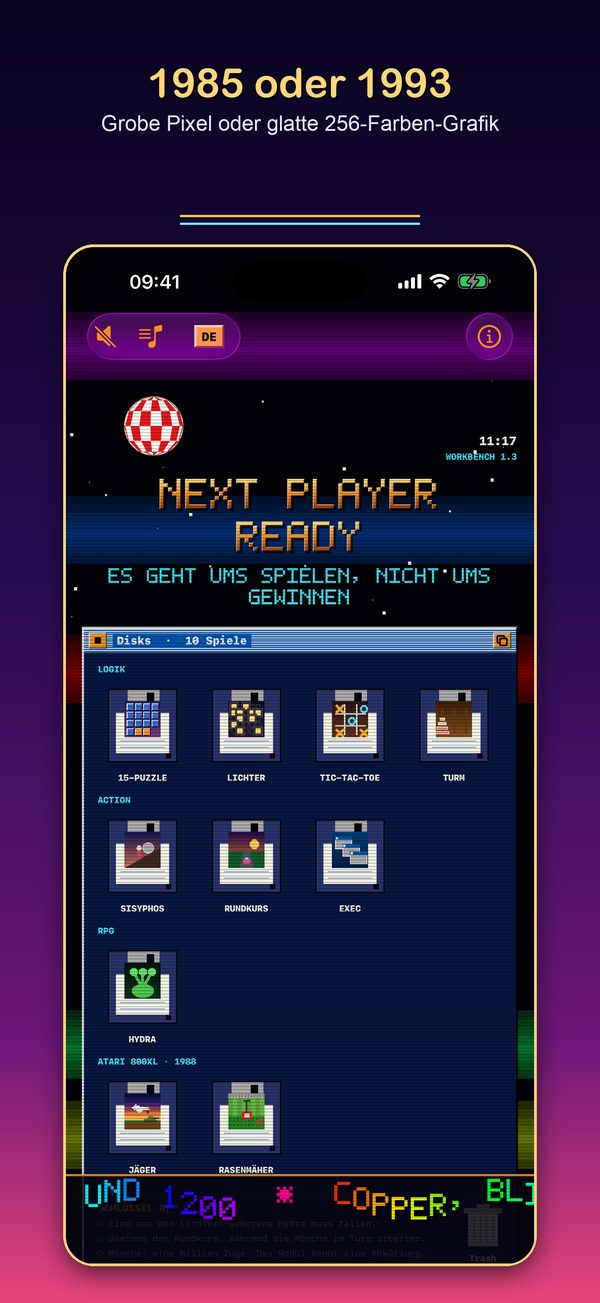 1985 oder 1993
Grobe Pixel oder glatte 256-Farben-Grafik
09:41
DE
11:17
WORKBENCH 1.3
NEXT PLAYER
READY
ES GEHT UMS SPIELEN, NICHT UMS
GEWINNEN
Disks · 10 Spiele
LOGIK
15-PUZZLE LICHTER TIC-TAC-TOE TURM
ACTION
SISYPHOS RUNDKURS EXEC
RPG
HYDRA
ATARI 800XL · 1988
JÄGER RASENMÄHER
UND 1200 * COPPER, BLI
Eine aus den Lichtern gebozene Hydra muss fallen.
Gewinne den Rundkurs, während die Mönche im Turm arbeiten.
Mönche: eine Million Züge. Das Modul kennt eine Abkürzung.
Trash